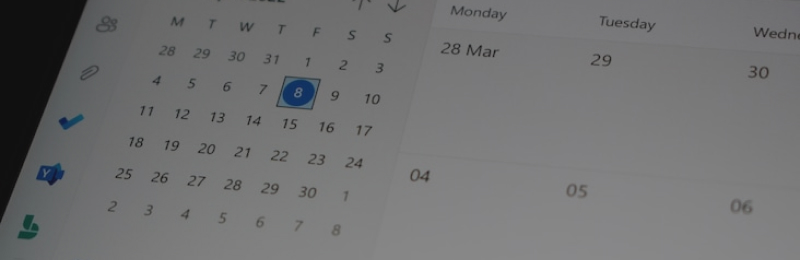 M T W T F S S
28 29 30 31 1 2 3
4 5 6 7 8 9 10
11 12 13 14 15 16 17
18 19 20 21 22 23 24
25 26 27 28 29 30 1
2 3 4 5 6 7 8
Monday Tuesday
28 Mar 29 30
04 05 06